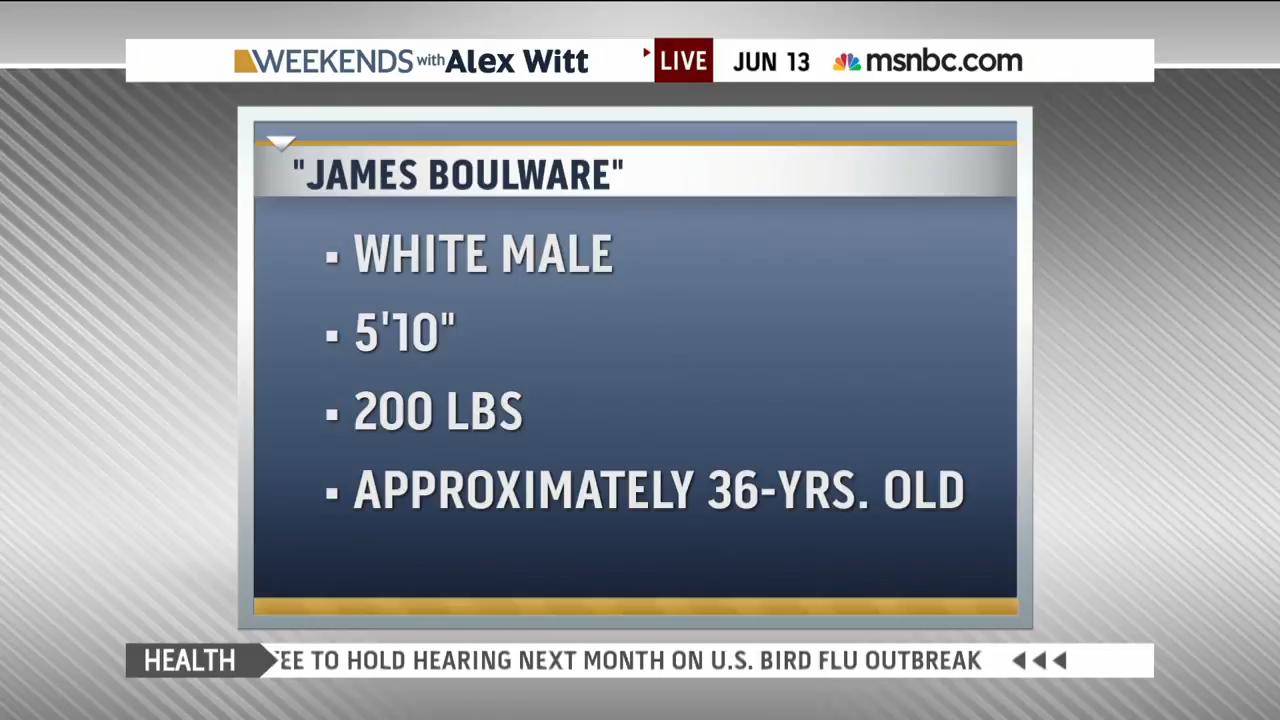 WEEKENDS with Alex Witt LIVE JUN 13 msnbc.com
"JAMES BOULWARE"
▪ WHITE MALE
▪ 5'10"
▪ 200 LBS
▪ APPROXIMATELY 36-YRS. OLD
HEALTH TO HOLD HEARING NEXT MONTH ON U.S. BIRD FLU OUTBREAK